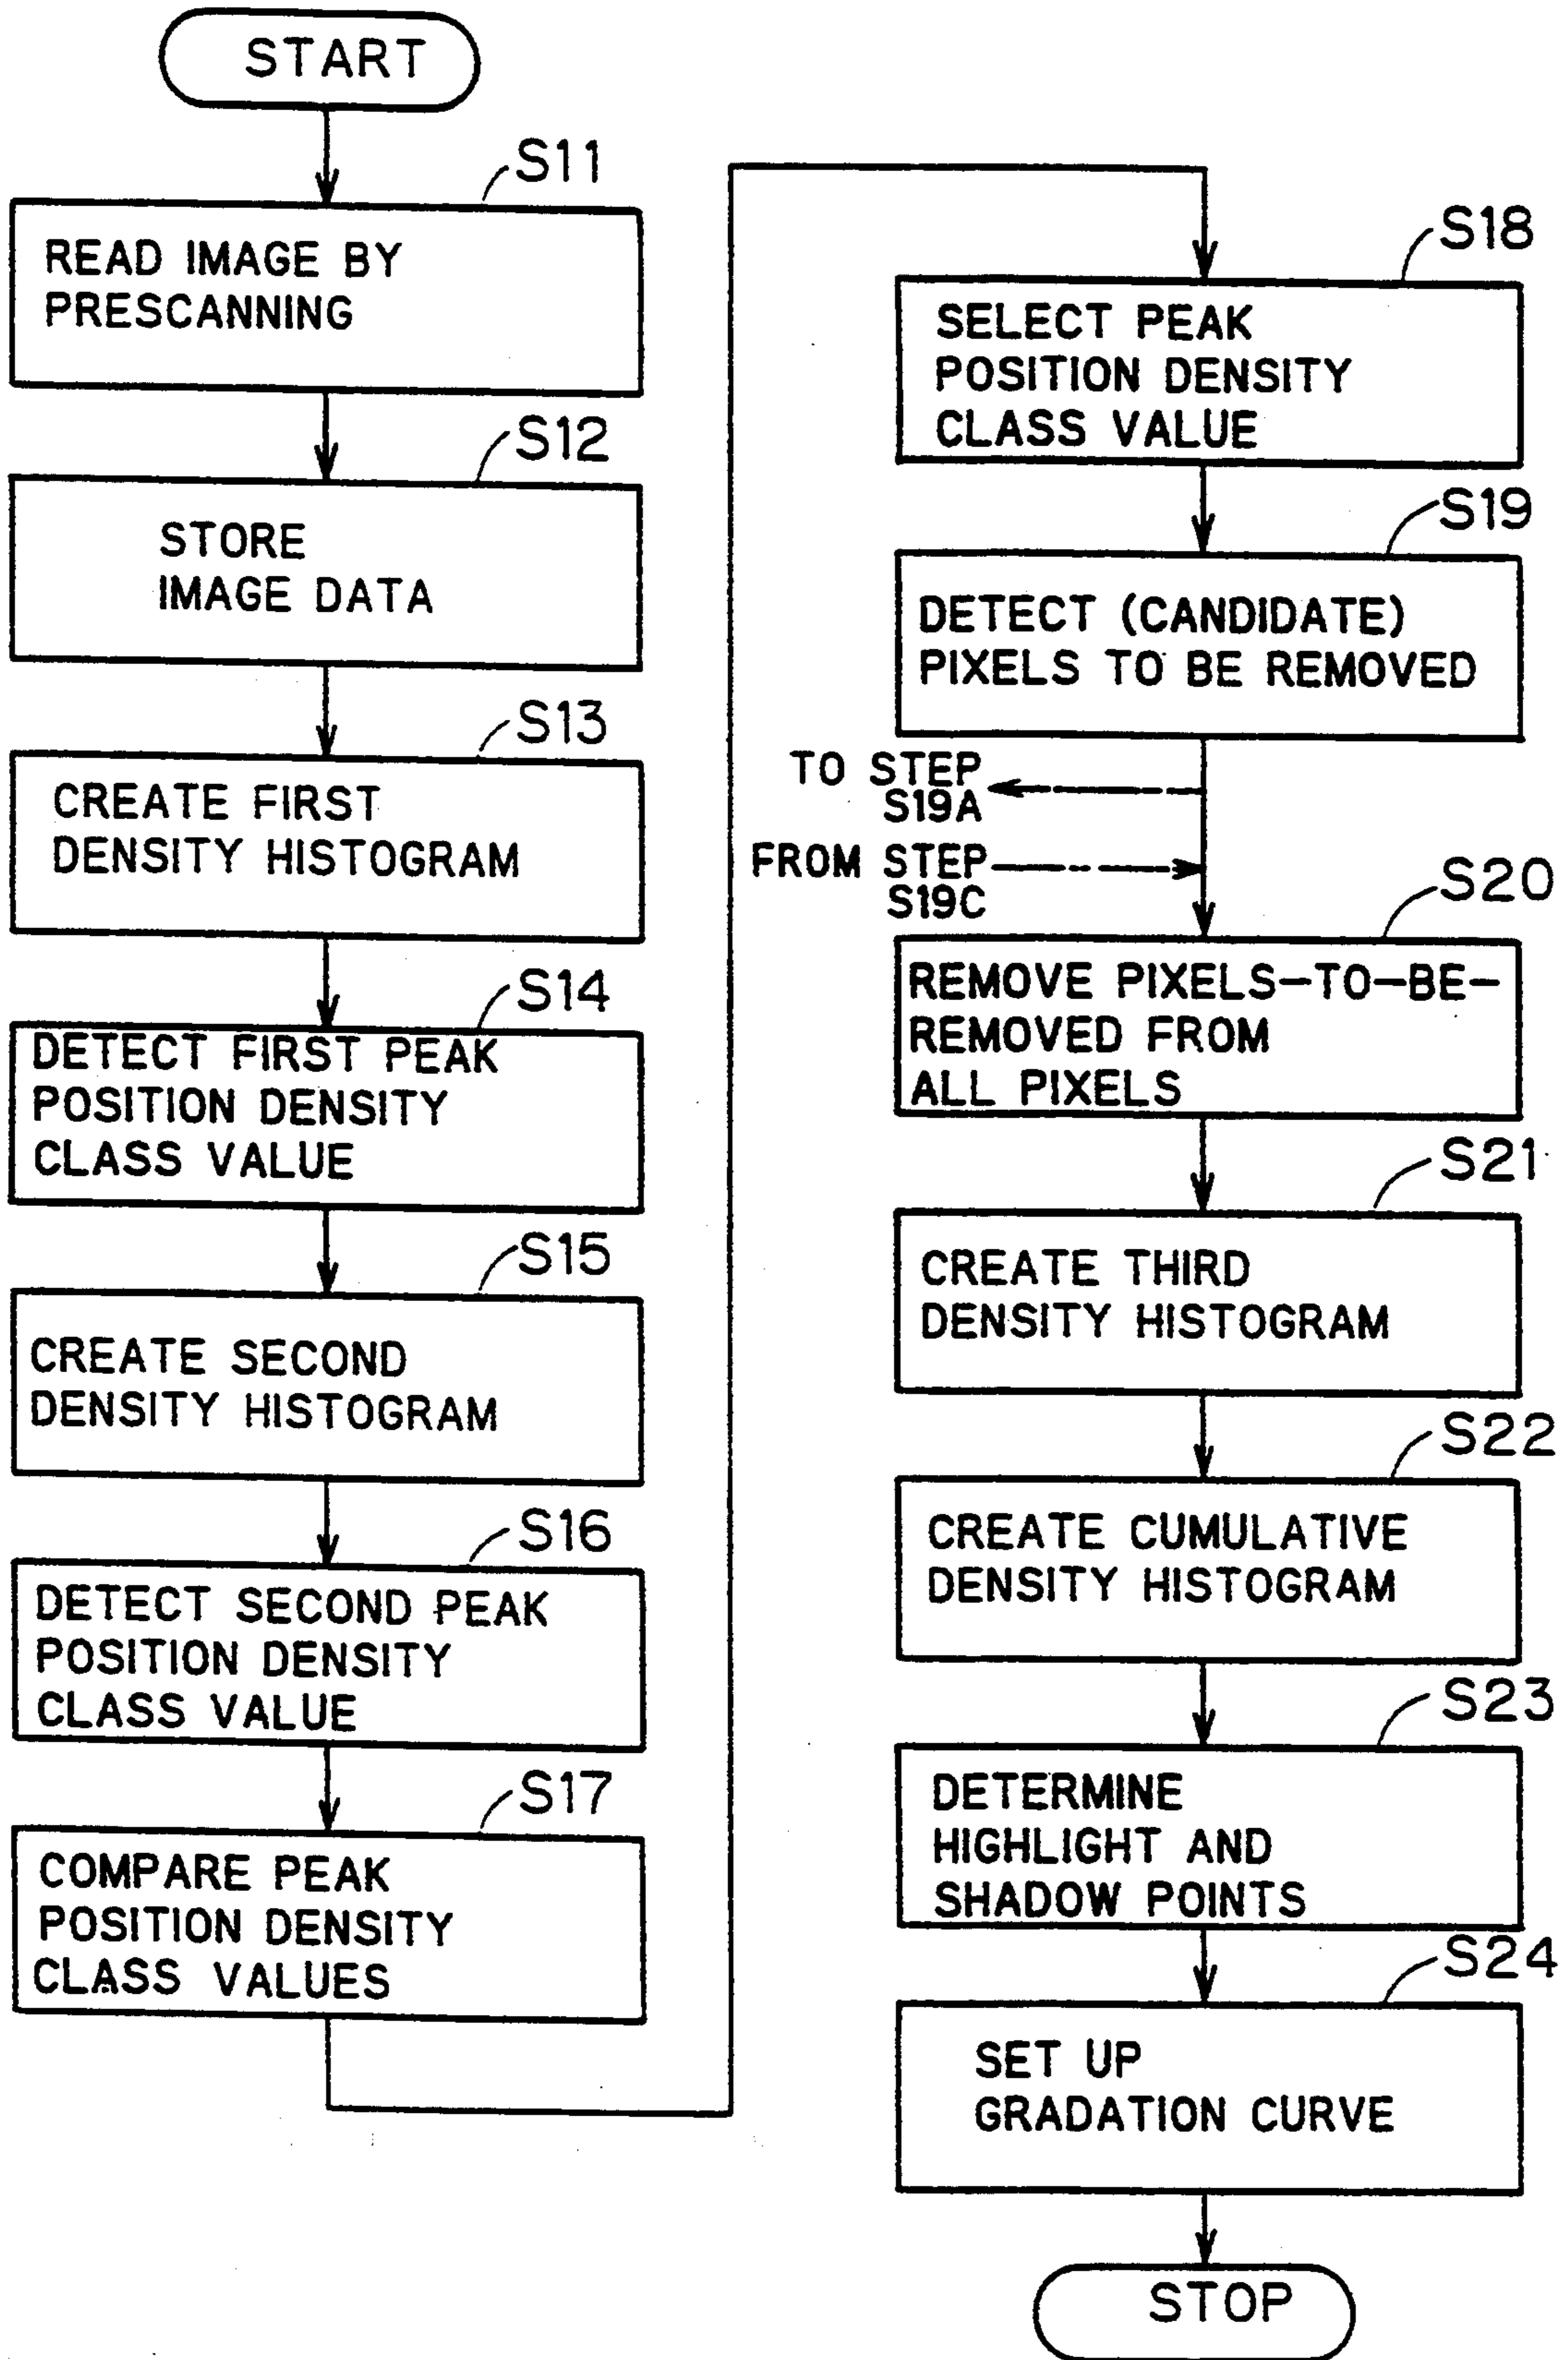 START
S11
READ IMAGE BY
PRESCANNING
S12
STORE
IMAGE DATA
S13
CREATE FIRST
DENSITY HISTOGRAM
S14
DETECT FIRST PEAK
POSITION DENSITY
CLASS VALUE
S15
CREATE SECOND
DENSITY HISTOGRAM
S16
DETECT SECOND PEAK
POSITION DENSITY
CLASS VALUE
S17
COMPARE PEAK
POSITION DENSITY
CLASS VALUES
S18
SELECT PEAK
POSITION DENSITY
CLASS VALUE
S19
DETECT (CANDIDATE)
PIXELS TO BE REMOVED
TO STEP
S19A
FROM STEP
S19C
S20
REMOVE PIXELS-TO-BE-
REMOVED FROM
ALL PIXELS
S21
CREATE THIRD
DENSITY HISTOGRAM
S22
CREATE CUMULATIVE
DENSITY HISTOGRAM
S23
DETERMINE
HIGHLIGHT AND
SHADOW POINTS
S24
SET UP
GRADATION CURVE
STOP